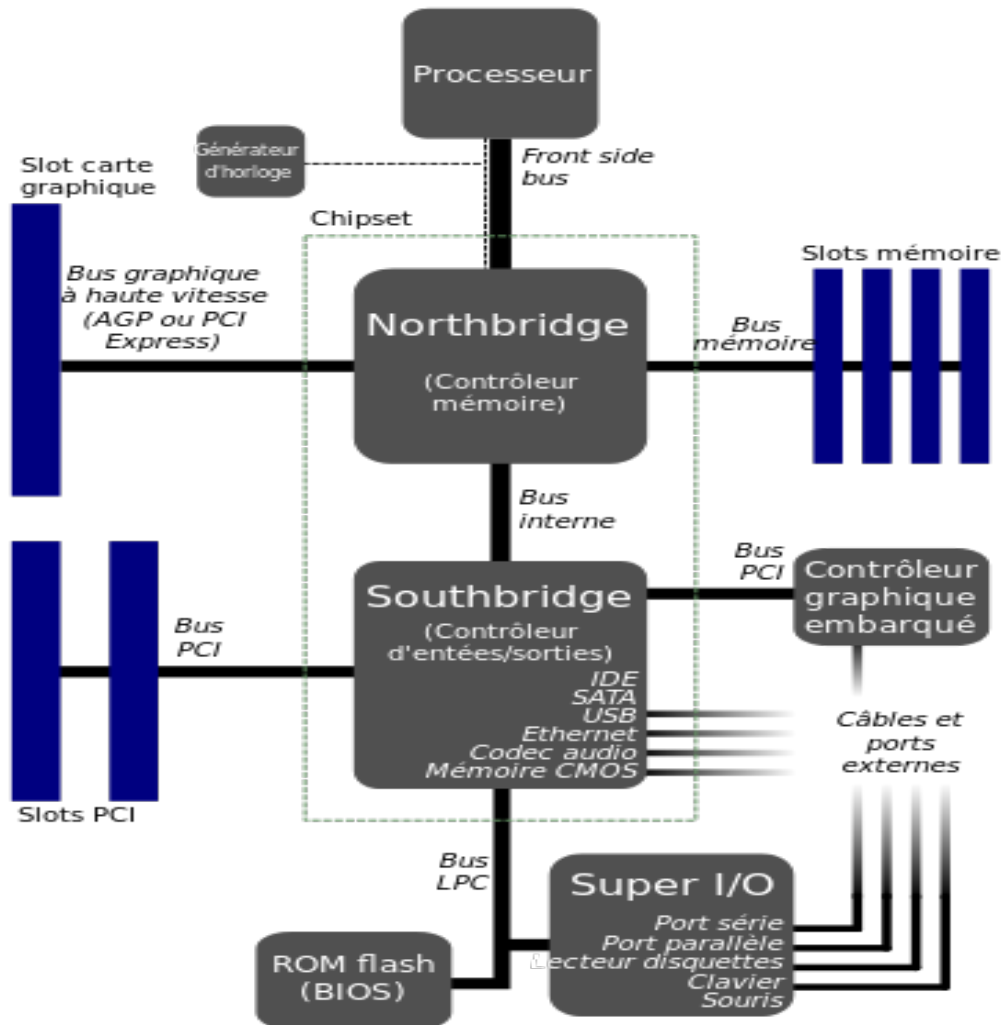 Processeur
Générateur
d'horloge
Front side
bus
Slot carte
graphique
Chipset
Bus graphique
à haute vitesse
(AGP ou PCI
Express)
Northbridge
(Contrôleur
mémoire)
Bus
mémoire
Slots mémoire
Bus
interne
Bus
PCI
Slots PCI
Southbridge
(Contrôleur
d'entées/sorties)
IDE
SATA
USB
Ethernet
Codec audio
Mémoire CMOS
Bus
PCI
Contrôleur
graphique
embarqué
Câbles et
ports
externes
Bus
LPC
ROM flash
(BIOS)
Super I/O
Port série
Port parallèle
Lecteur disquettes
Clavier
Souris